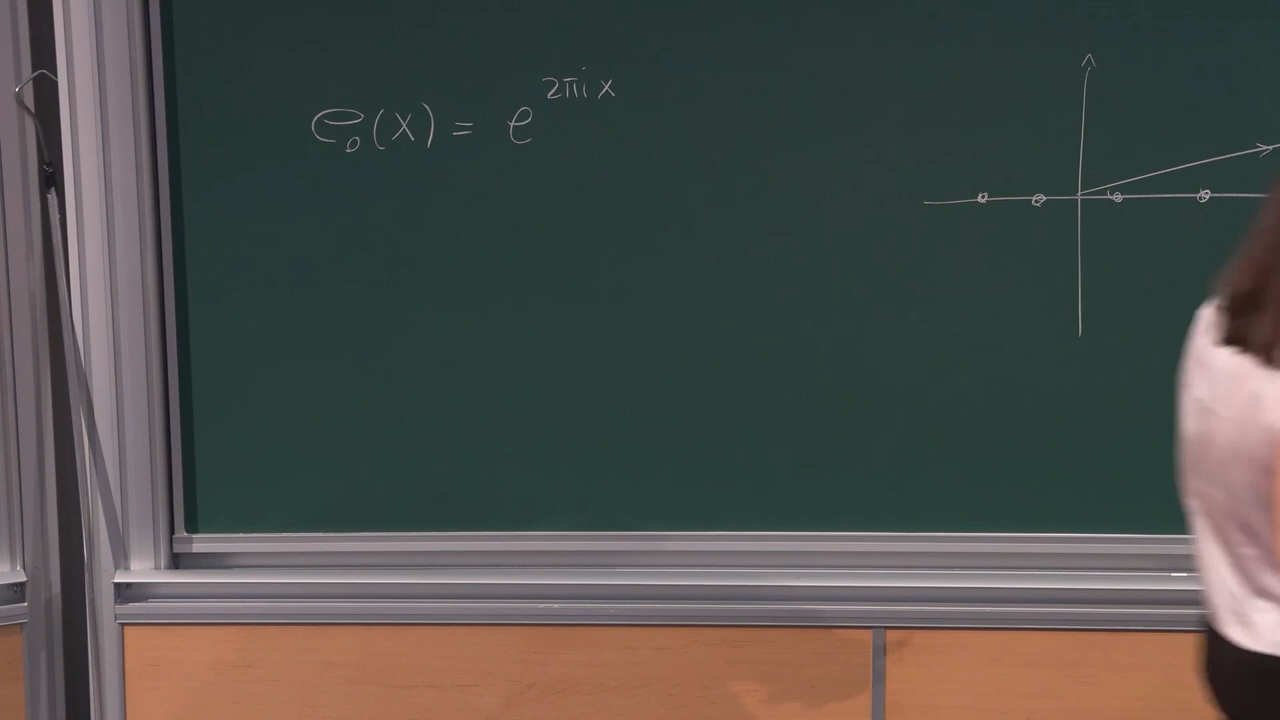 e₀(x) = e^{2πix}